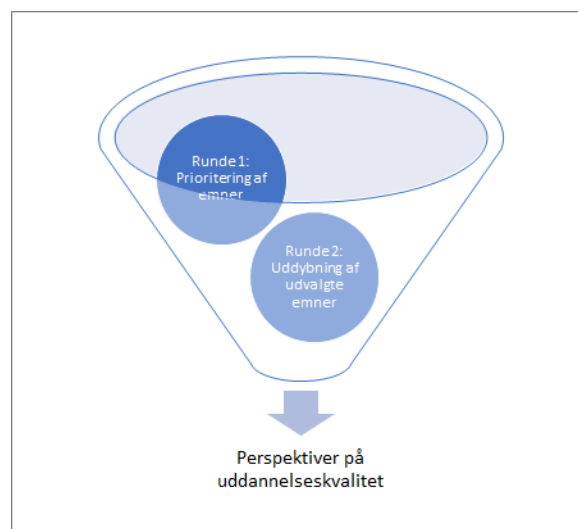 Runde 1:
Prioritering af
emner
Runde 2:
Uddybning af
udvalgte
emner
Perspektiver på
uddannelseskvalitet